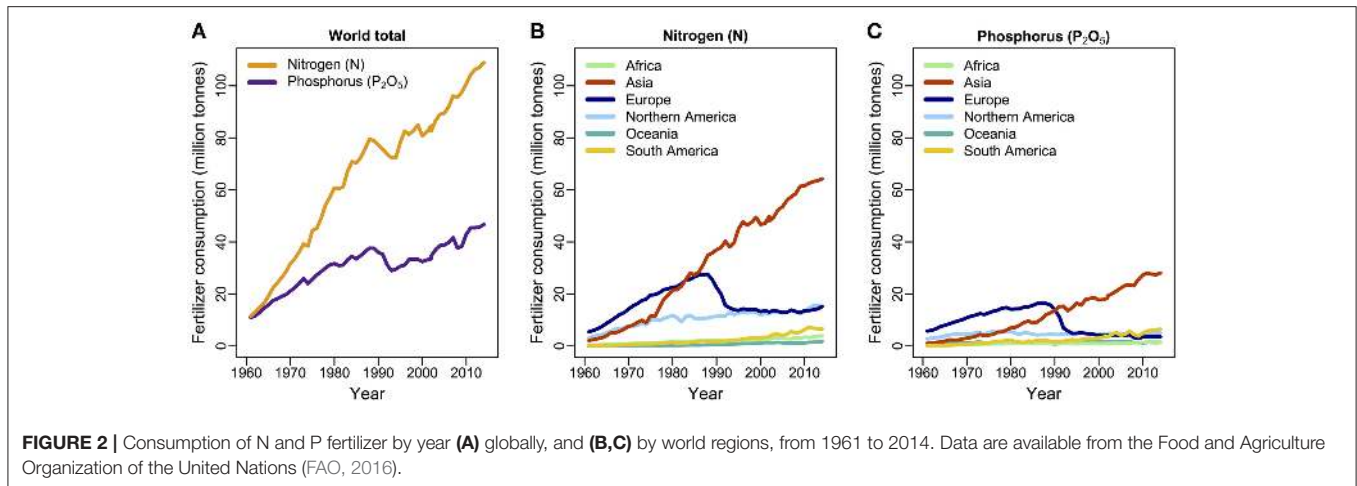 A
World total
Nitrogen (N)
Phosphorus (P₂O₅)
Fertilizer consumption (million tonnes)
0
20
40
60
80
100
1960 1970 1980 1990 2000 2010
Year
B
Nitrogen (N)
Africa
Asia
Europe
Northern America
Oceania
South America
Fertilizer consumption (million tonnes)
0
20
40
60
80
100
1960 1970 1980 1990 2000 2010
Year
C
Phosphorus (P₂O₅)
Africa
Asia
Europe
Northern America
Oceania
South America
Fertilizer consumption (million tonnes)
0
20
40
60
80
100
1960 1970 1980 1990 2000 2010
Year
FIGURE 2 | Consumption of N and P fertilizer by year (A) globally, and (B,C) by world regions, from 1961 to 2014. Data are available from the Food and Agriculture
Organization of the United Nations (FAO, 2016).